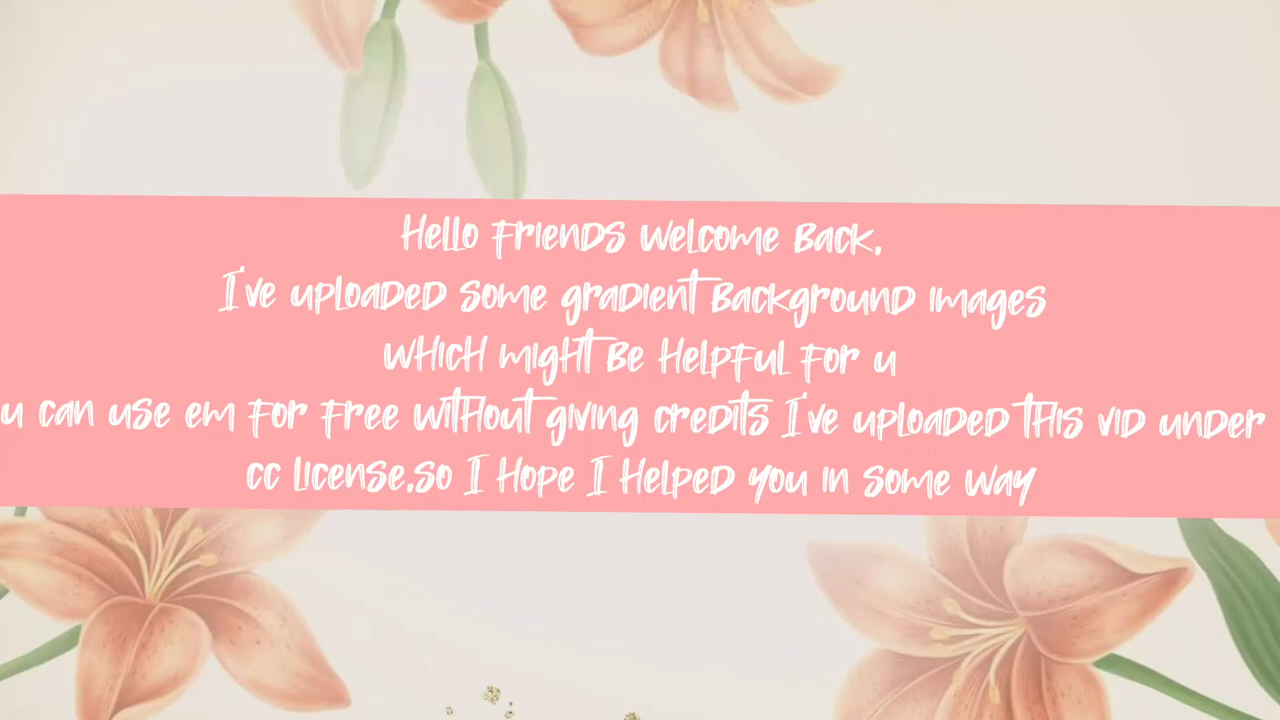 Hello Friends Welcome Back,
I've uploaded some gradient Background images
which might Be Helpful For u
u can use em For Free without giving credits I've uploaded this vid under
cc license.so I Hope I Helped you in some way